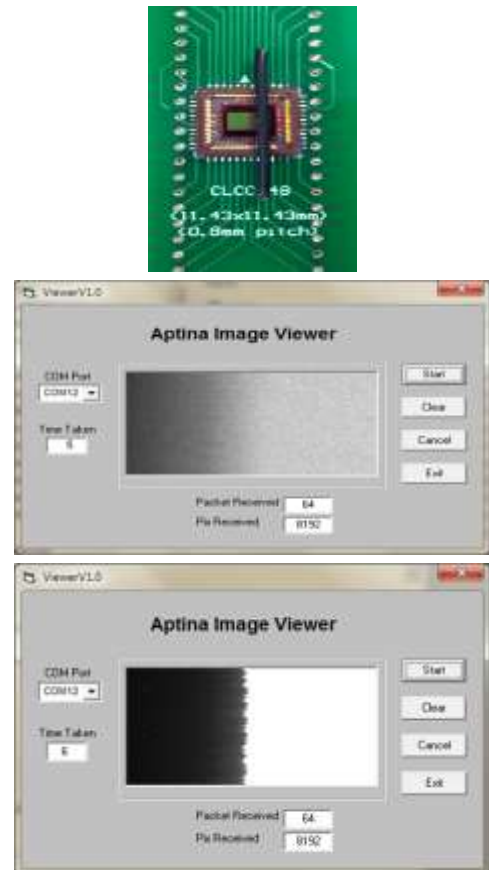 CLCC-48
(11.43x11.43mm)
(0.8mm pitch)
ViewerV1.0
Aptina Image Viewer
COM Port
COM12
Time Taken
6
Start
Clear
Cancel
Exit
Packet Received 64
Pix Received 8192
ViewerV1.0
Aptina Image Viewer
COM Port
COM12
Time Taken
6
Start
Clear
Cancel
Exit
Packet Received 64
Pix Received 8192